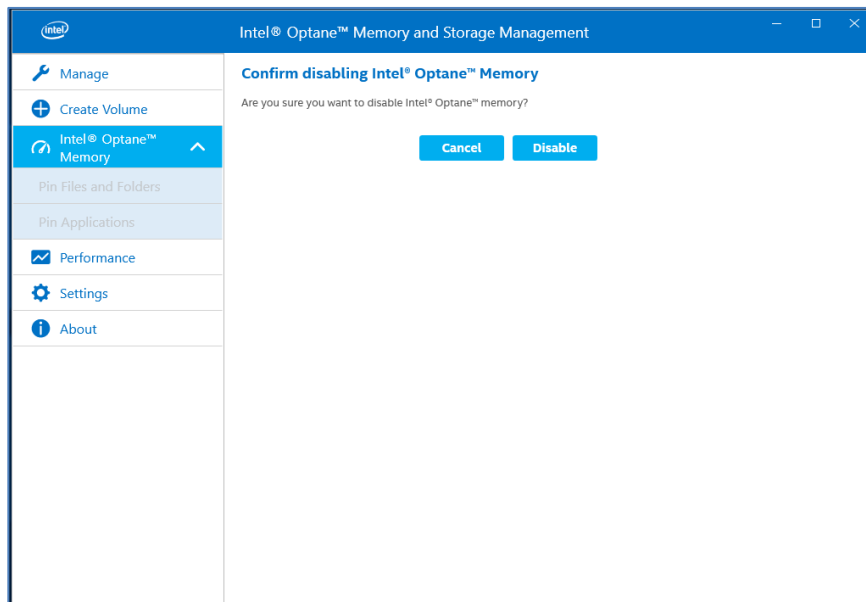 intel
Intel® Optane™ Memory and Storage Management
Manage
Create Volume
Intel® Optane™
Memory
Pin Files and Folders
Pin Applications
Performance
Settings
About
Confirm disabling Intel® Optane™ Memory
Are you sure you want to disable Intel® Optane™ memory?
Cancel Disable